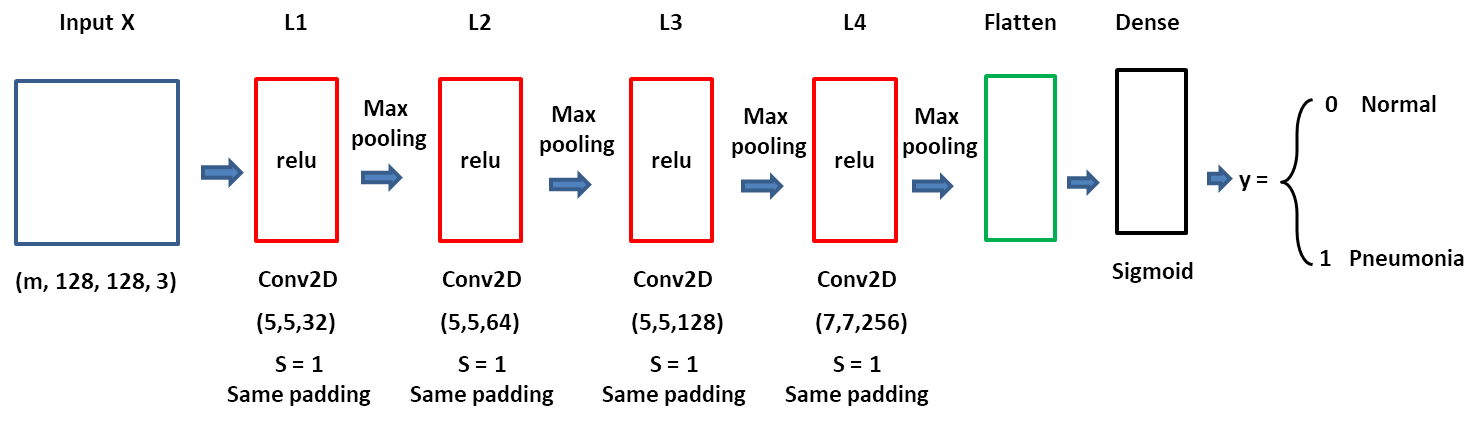 Input X
L1
L2
L3
L4
Flatten
Dense
relu
Max
pooling
relu
Max
pooling
relu
Max
pooling
relu
Max
pooling
y =
0 Normal
1 Pneumonia
(m, 128, 128, 3)
Conv2D
(5,5,32)
S = 1
Same padding
Conv2D
(5,5,64)
S = 1
Same padding
Conv2D
(5,5,128)
S = 1
Same padding
Conv2D
(7,7,256)
S = 1
Same padding
Sigmoid